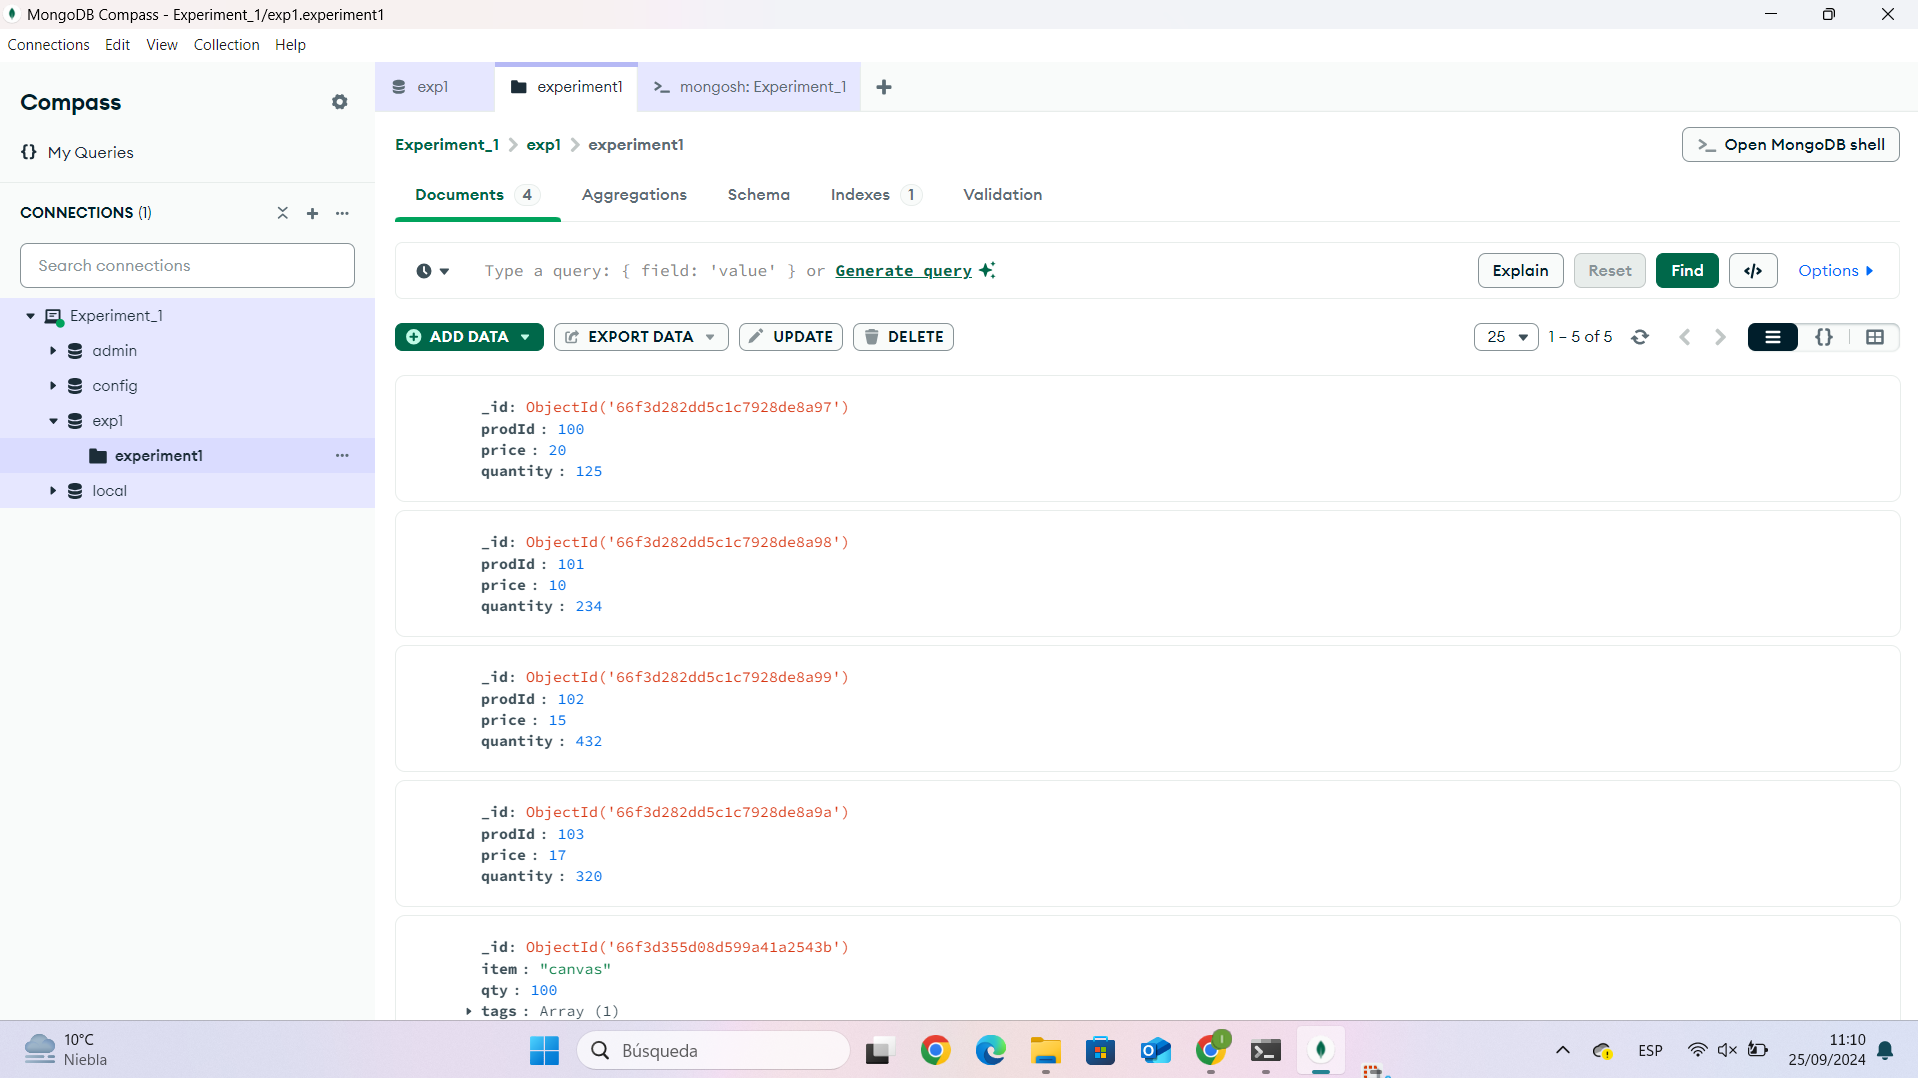 MongoDB Compass - Experiment_1/exp1.experiment1
Connections Edit View Collection Help
Compass
{} My Queries
CONNECTIONS (1)
Search connections
Experiment_1
admin
config
exp1
experiment1
local
exp1 experiment1 >_ mongosh: Experiment_1
Experiment_1 > exp1 > experiment1
>_ Open MongoDB shell
Documents 4 Aggregations Schema Indexes 1 Validation
Type a query: { field: 'value' } or Generate query
Explain Reset Find </> Options
ADD DATA EXPORT DATA UPDATE DELETE
25 1 – 5 of 5 {}
_id: ObjectId('66f3d282dd5c1c7928de8a97')
prodId : 100
price : 20
quantity : 125
_id: ObjectId('66f3d282dd5c1c7928de8a98')
prodId : 101
price : 10
quantity : 234
_id: ObjectId('66f3d282dd5c1c7928de8a99')
prodId : 102
price : 15
quantity : 432
_id: ObjectId('66f3d282dd5c1c7928de8a9a')
prodId : 103
price : 17
quantity : 320
_id: ObjectId('66f3d355d08d599a41a2543b')
item : "canvas"
qty : 100
tags : Array (1)
10°C
Niebla
Búsqueda
ESP
11:10
25/09/2024